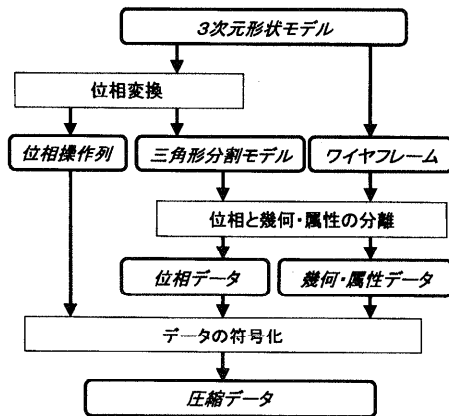 3次元形状モデル
位相変換
位相操作列
三角形分割モデル
ワイヤフレーム
位相と幾何・属性の分離
位相データ
幾何・属性データ
データの符号化
圧縮データ